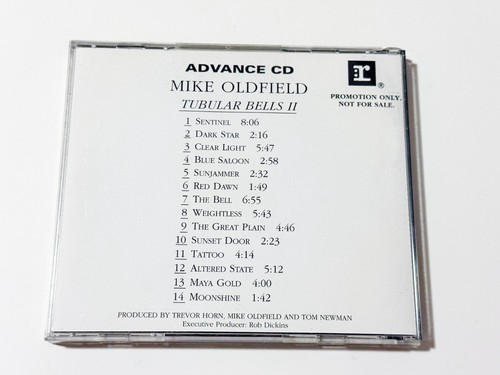 ADVANCE CD
MIKE OLDFIELD
TUBULAR BELLS II
r ®
PROMOTION ONLY.
NOT FOR SALE.
1 SENTINEL 8:06
2 DARK STAR 2:16
3 CLEAR LIGHT 5:47
4 BLUE SALOON 2:58
5 SUNJAMMER 2:32
6 RED DAWN 1:49
7 THE BELL 6:55
8 WEIGHTLESS 5:43
9 THE GREAT PLAIN 4:46
10 SUNSET DOOR 2:23
11 TATTOO 4:14
12 ALTERED STATE 5:12
13 MAYA GOLD 4:00
14 MOONSHINE 1:42
PRODUCED BY TREVOR HORN, MIKE OLDFIELD AND TOM NEWMAN
Executive Producer: Rob Dickins